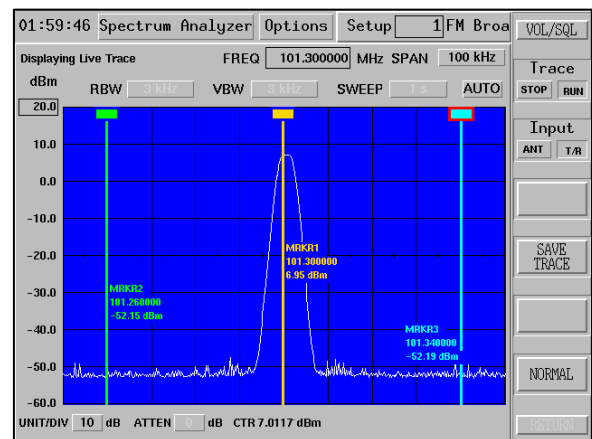 01:59:46 Spectrum Analyzer Options Setup 1 FM Broa VOL/SQL
Displaying Live Trace FREQ 101.300000 MHz SPAN 100 kHz
Trace
STOP RUN
dBm RBW 3 kHz VBW 3 kHz SWEEP 1 s AUTO
20.0
10.0
0.0
-10.0
-20.0
-30.0
-40.0
-50.0
-60.0
Input
ANT T/R
MRKR1
101.300000
6.95 dBm
MRKR2
101.260000
-52.15 dBm
MRKR3
101.340000
-52.19 dBm
SAVE
TRACE
NORMAL
UNIT/DIV 10 dB ATTEN 0 dB CTR 7.0117 dBm
RETURN